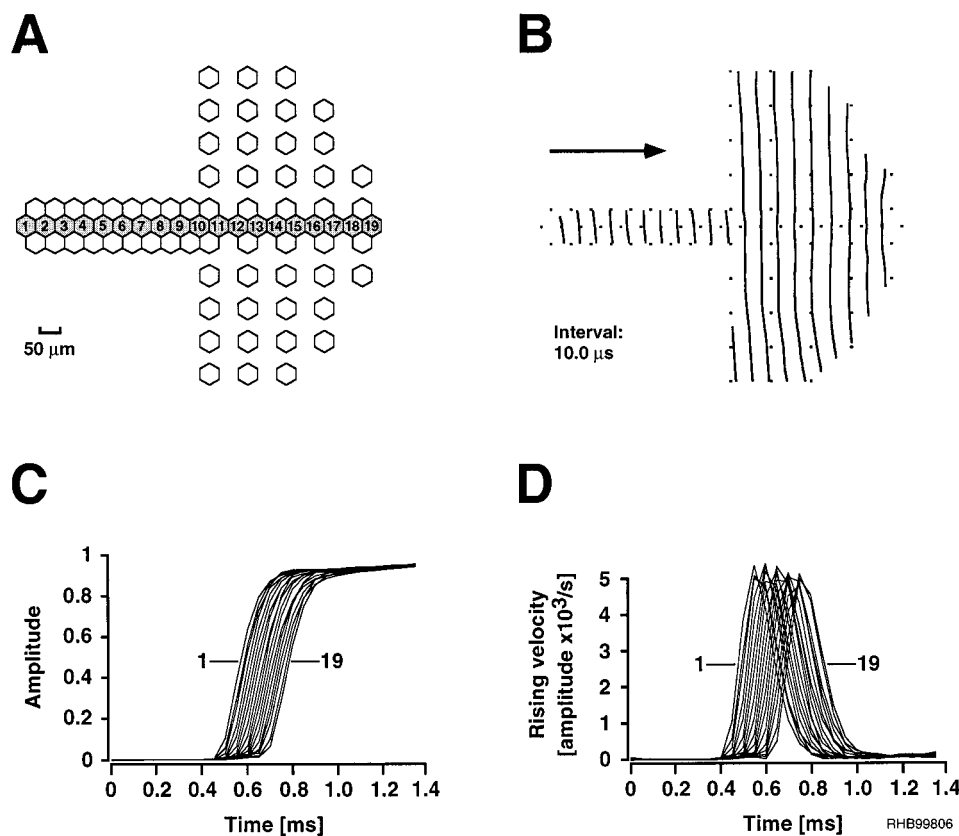 A
B
1 2 3 4 5 6 7 8 9 10 11 12 13 14 15 16 17 18 19
50 μm
Interval:
10.0 μs
C
D
Amplitude
1
0.8
0.6
0.4
0.2
0
1
19
0 0.2 0.4 0.6 0.8 1.0 1.2 1.4
Time [ms]
Rising velocity
[amplitude x10³/s]
5
4
3
2
1
0
1
19
0 0.2 0.4 0.6 0.8 1.0 1.2 1.4
Time [ms]
RHB99806